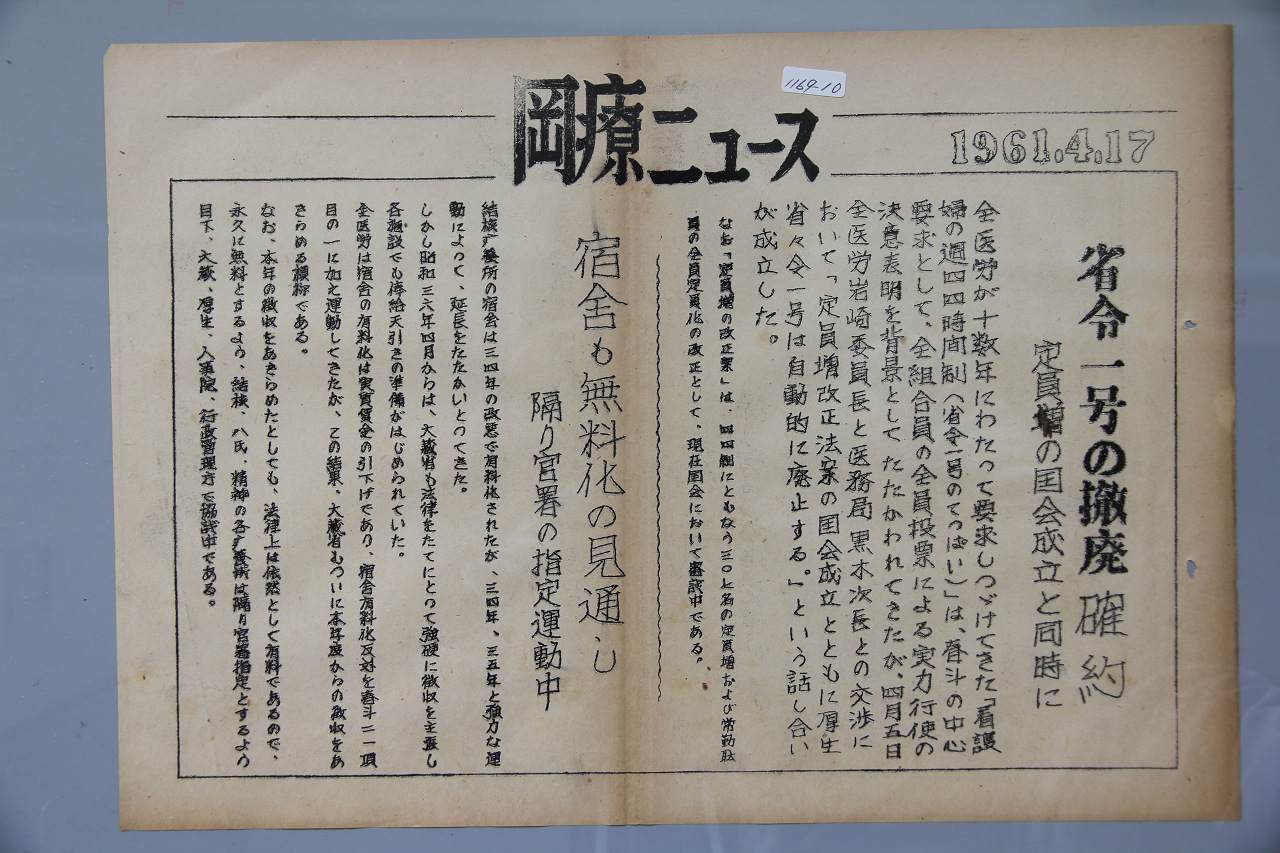 岡療ニュース
1169-10
1961.4.17
省令一号の撤廃確約
定員増の国会成立と同時に
全医労が十数年にわたって要求しつづけてきた「看護
婦の週四四時间制(省令一号のてっぱい)」は、春斗の中心
要求として、全組合員の全員投票による実力行使の
決意表明を背景として たたかわれてきたが、四月五日
全医労岩崎委員長と医務局黒木次長との交渉に
おいて「定員増改正法案の国会成立とともに厚生
省々令一号は自動的に廃止する。」という話し合い
が成立した。
なお「定員増の改正案」は、四四制にともなう三〇七名の定員増および常勤職
員の全員定員化の改正として、現在国会において審議中である。
宿舎も無料化の見通し
隔り官署の指定運動中
結核療養所の宿舎は三四年の改悪で有料化されたが、三四年、三五年と強力な運
動によって、延長をたたかいとってきた。
しかし昭和三六年四月からは、大蔵省も法律をたてにとって強硬に徴収を主張し
各施設でも俸給天引きの準備がはじめられていた。
全医労は宿舎の有料化は実質賃金の引下げであり、宿舎有料化反対を春斗二一項
目の一に加え運動してきたが、この結果、大蔵省もついに本年度からの徴収をあ
きらめる模様である。
なお、本年の徴収をあきらめたとしても、法律上は依然として有料であるので、
永久に無料とするよう、結核、ハ氏、精神の各療養所は隔り官署指定とするよう
目下、大蔵、厚生、人事院、行政管理方で協議中である。